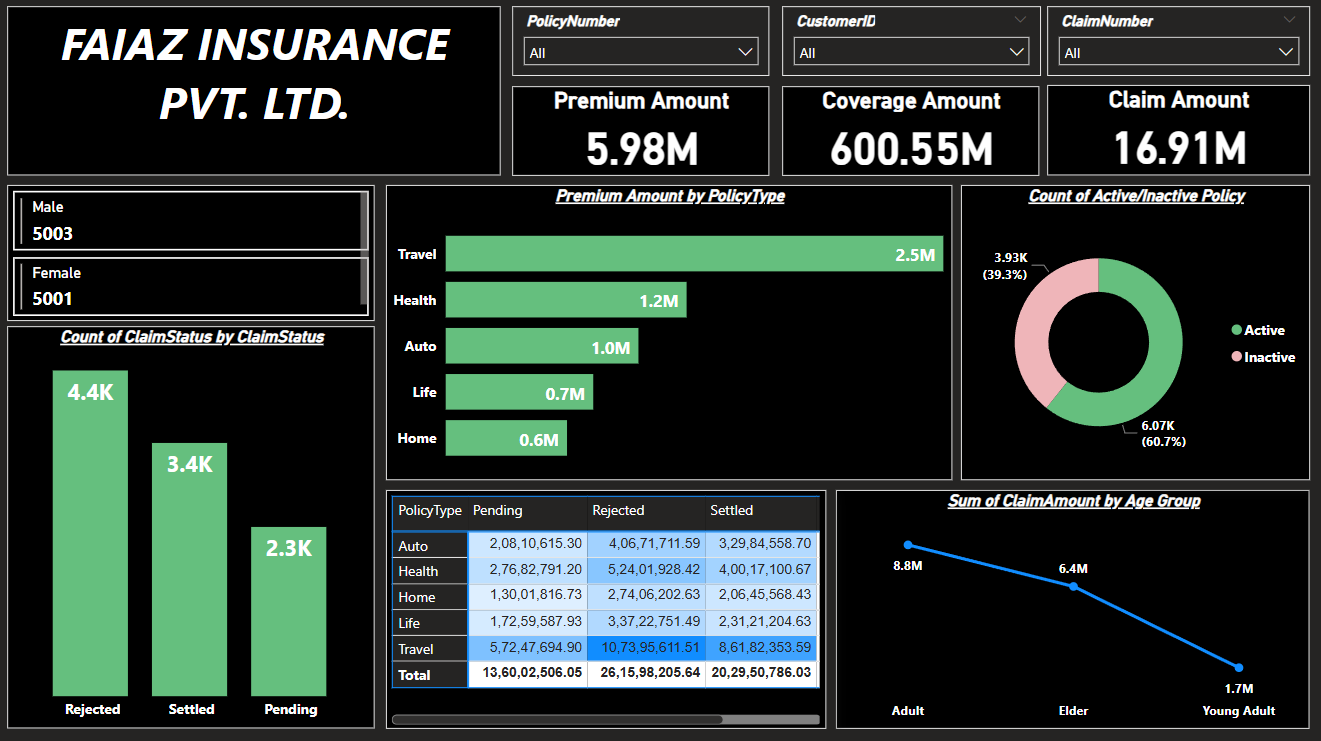 FAIAZ INSURANCE
PVT. LTD.
PolicyNumber
All
CustomerID
All
ClaimNumber
All
Premium Amount
5.98M
Coverage Amount
600.55M
Claim Amount
16.91M
Male
5003
Female
5001
Count of ClaimStatus by ClaimStatus
4.4K
3.4K
2.3K
Rejected Settled Pending
Premium Amount by PolicyType
Travel 2.5M
Health 1.2M
Auto 1.0M
Life 0.7M
Home 0.6M
Count of Active/Inactive Policy
3.93K
(39.3%)
Active
Inactive
6.07K
(60.7%)
PolicyType Pending Rejected Settled
Auto 2,08,10,615.30 4,06,71,711.59 3,29,84,558.70
Health 2,76,82,791.20 5,24,01,928.42 4,00,17,100.67
Home 1,30,01,816.73 2,74,06,202.63 2,06,45,568.43
Life 1,72,59,587.93 3,37,22,751.49 2,31,21,204.63
Travel 5,72,47,694.90 10,73,95,611.51 8,61,82,353.59
Total 13,60,02,506.05 26,15,98,205.64 20,29,50,786.03
Sum of ClaimAmount by Age Group
8.8M
6.4M
1.7M
Adult Elder Young Adult